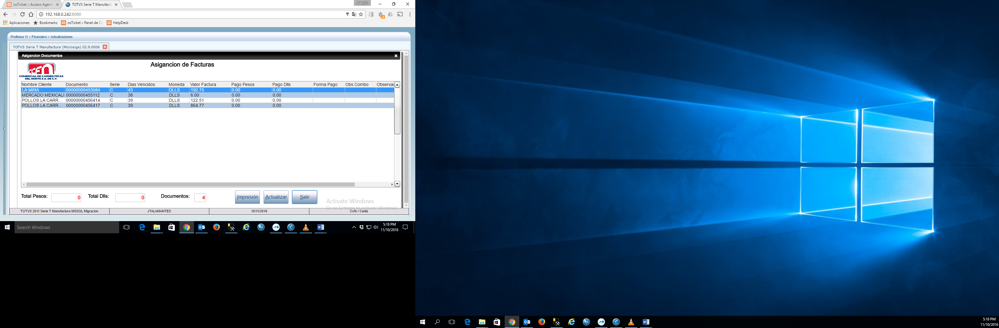 osTicket :: Acceso Agente
TOTVS Serie T Manufactu
Joaquin
192.168.0.242:8080
off
Aplicaciones
Bookmarks
osTicket :: Panel de Co
HelpDesk
Protheus 11 > Financiero > Actualizaciones
TOTVS Serie T Manufactura (Microsiga) 02.9.0006
Asigancion Documentos
Asigancion de Facturas
CCFN
COMERCIAL DE CARNES FRÍAS
DEL NORTE S.A. DE C.V.
Nombre Cliente Documento Serie Dias Vencidos Moneda Valor Factura Pago Pesos Pago Dlls Forma Pago Obs Combo Observac
LA MIRA 00000000453584 C 43 DLLS 192.75 0.00 0.00
MERCADO MEXICALI 00000000455112 C 38 DLLS 6.00 0.00 0.00
POLLOS LA CARR... 00000000456414 C 39 DLLS 122.51 0.00 0.00
POLLOS LA CARR... 00000000456417 C 39 DLLS 864.77 0.00 0.00
Total Pesos: 0 Total Dlls: 0 Documentos: 4 Impresión Actualizar Salir
Activate Windows
Go to Settings to activate Windows.
TOTVS 2011 Serie T Manufactura MSSQL Migracion JTALAMANTES 10/11/2016 Ccfn / Cedis
Search Windows
5:18 PM
11/10/2016
5:18 PM
11/10/2016